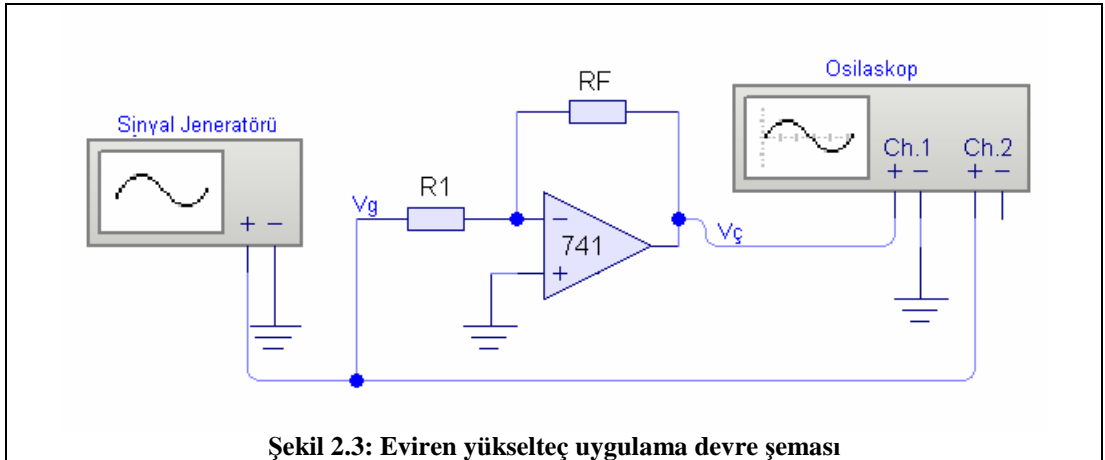 Osilaskop
RF
Sinyal Jeneratörü
Ch.1 Ch.2
+ − + −
R1
Vg
+ −
−
741
+
Vç
Şekil 2.3: Eviren yükselteç uygulama devre şeması